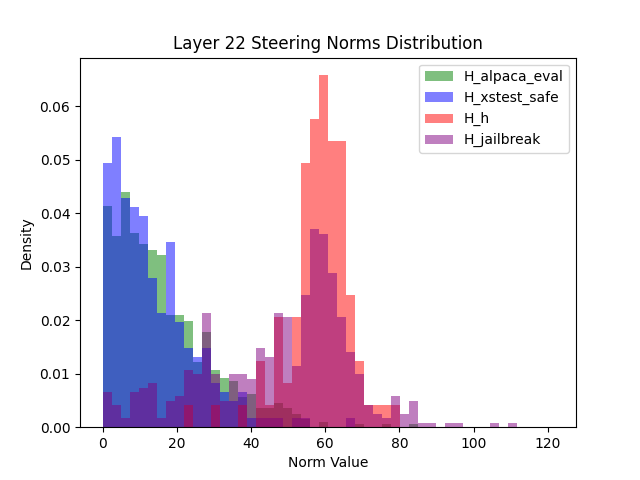 Layer 22 Steering Norms Distribution
H_alpaca_eval
H_xstest_safe
H_h
H_jailbreak
0.06
0.05
0.04
0.03
0.02
0.01
0.00
Density
0 20 40 60 80 100 120
Norm Value